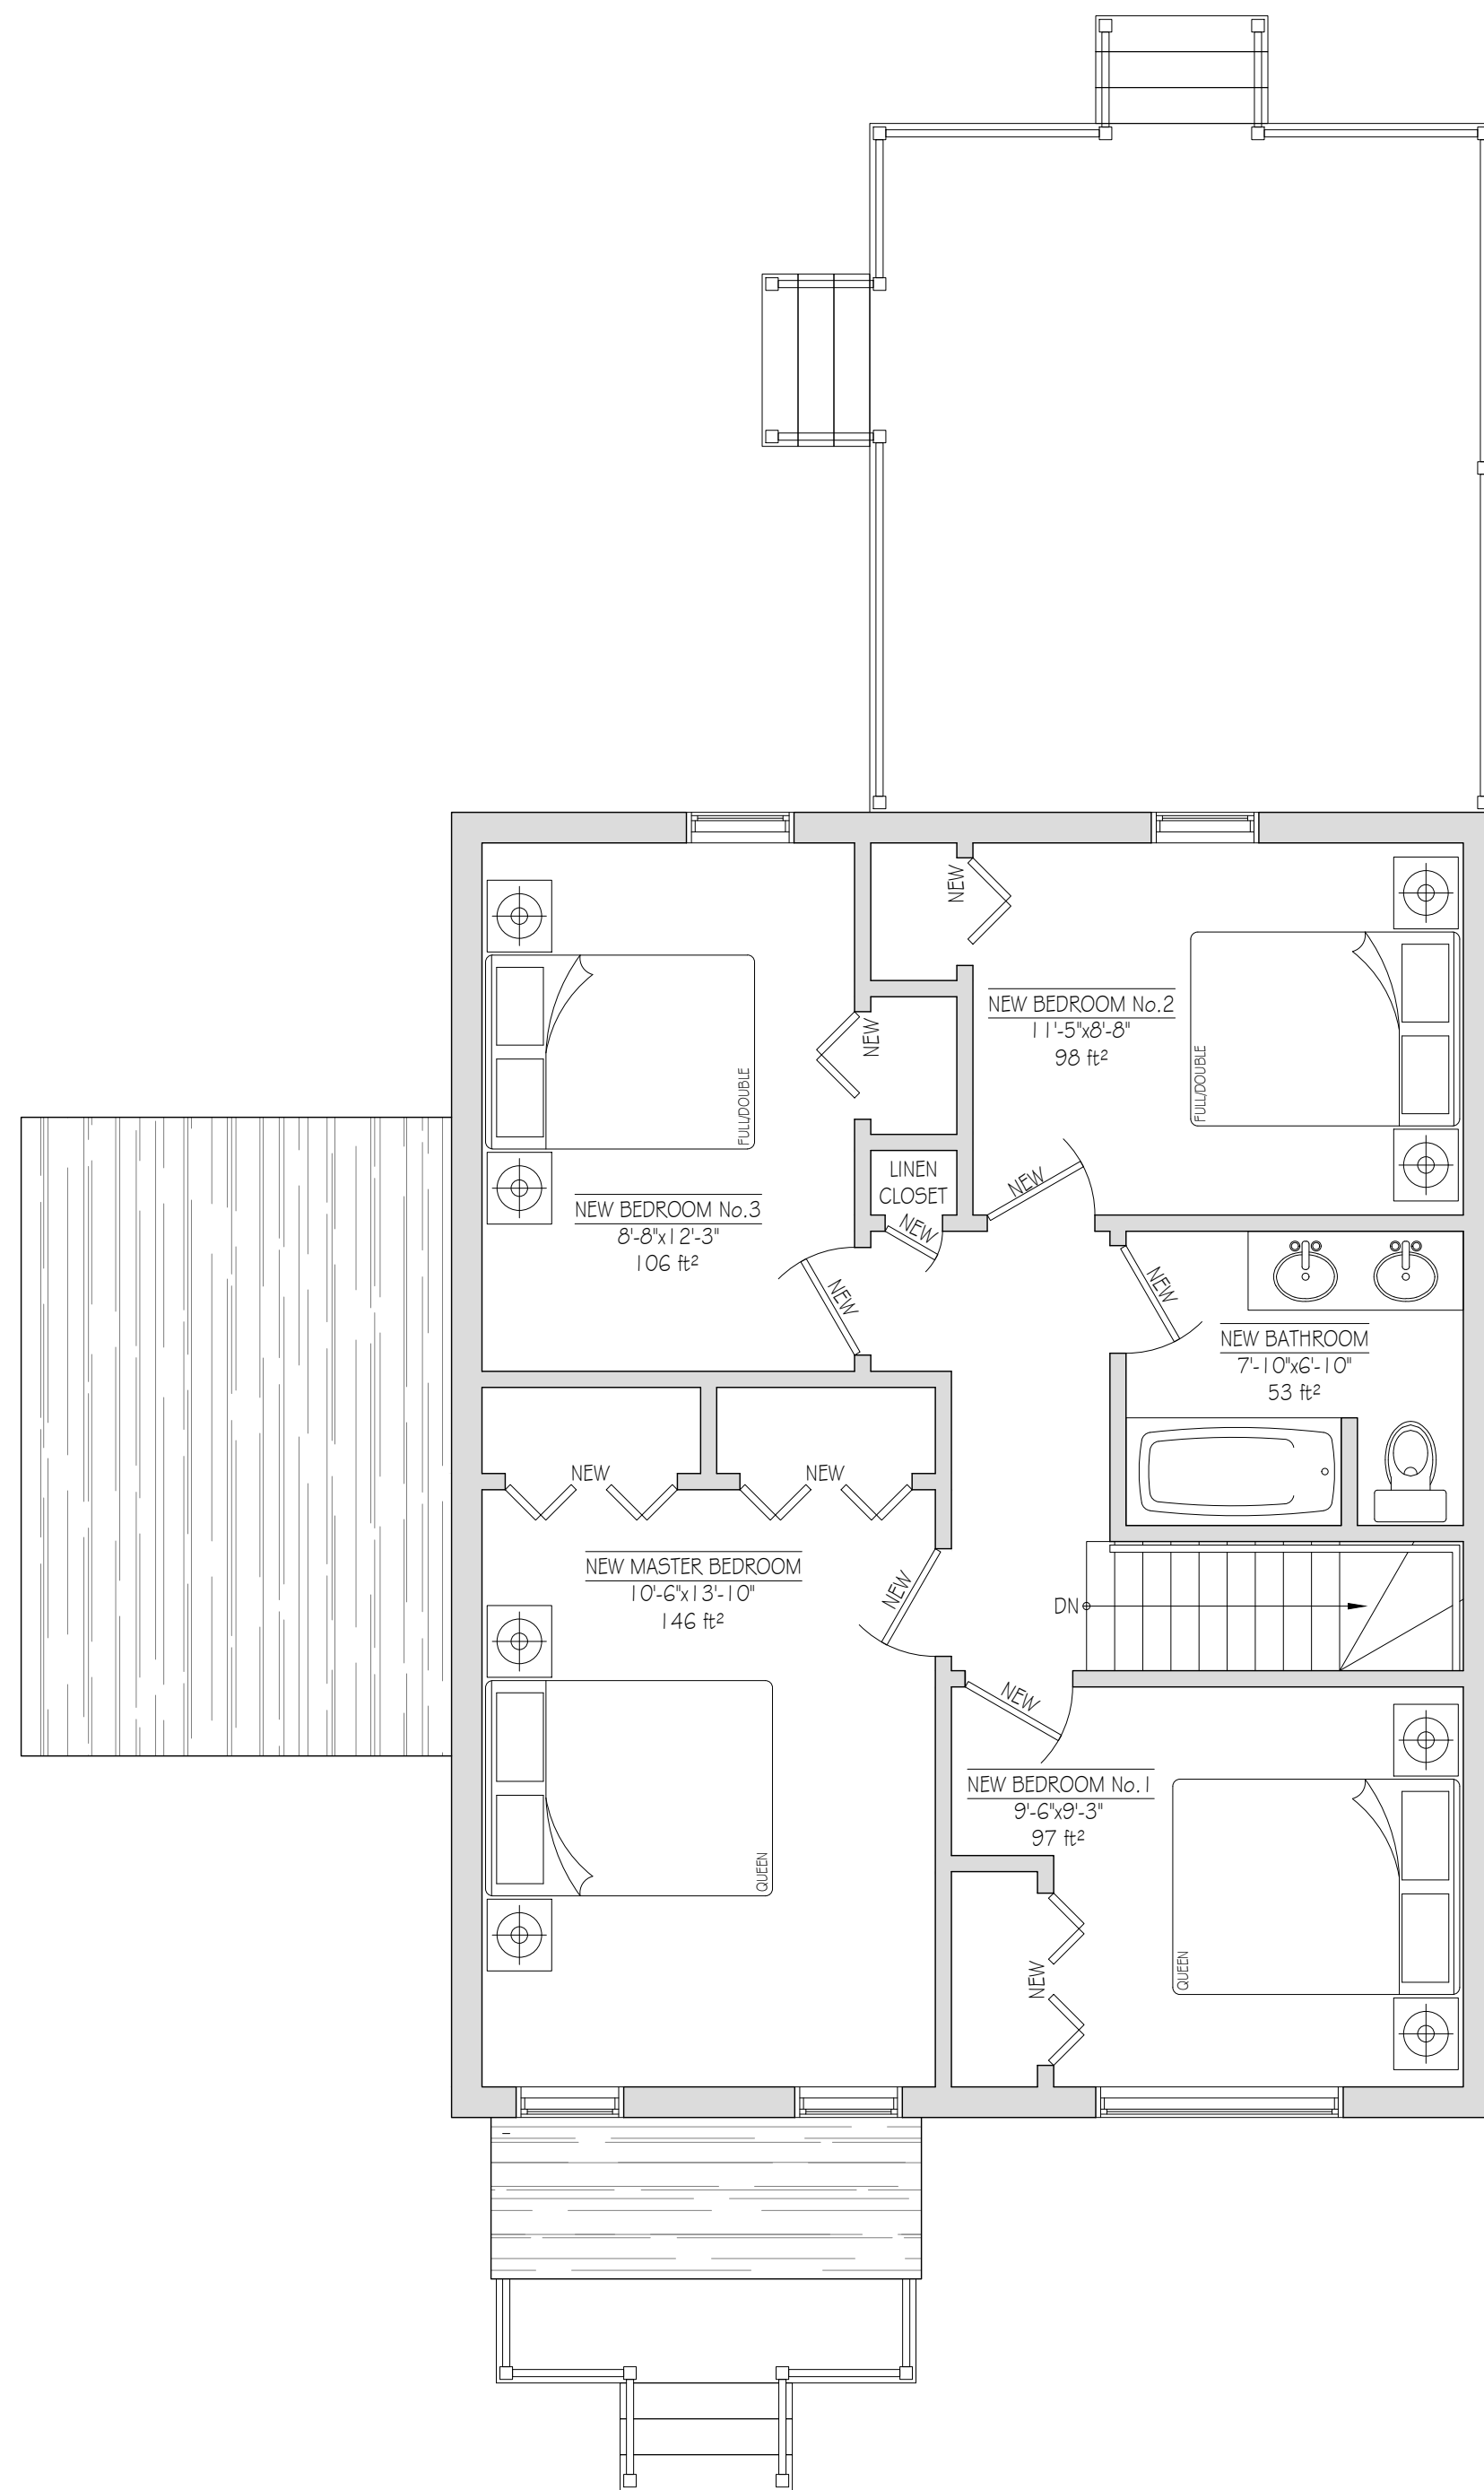 NEW
NEW BEDROOM No.2
11'-5"x8'-8"
98 ft²
FULL/DOUBLE
NEW
FULL/DOUBLE
LINEN
CLOSET
NEW
NEW
NEW BEDROOM No.3
8'-8"x12'-3"
106 ft²
NEW
NEW
NEW BATHROOM
7'-10"x6'-10"
53 ft²
NEW
NEW
NEW MASTER BEDROOM
10'-6"x13'-10"
146 ft²
NEW
DN
NEW
NEW BEDROOM No.1
9'-6"x9'-3"
97 ft²
QUEEN
QUEEN
NEW